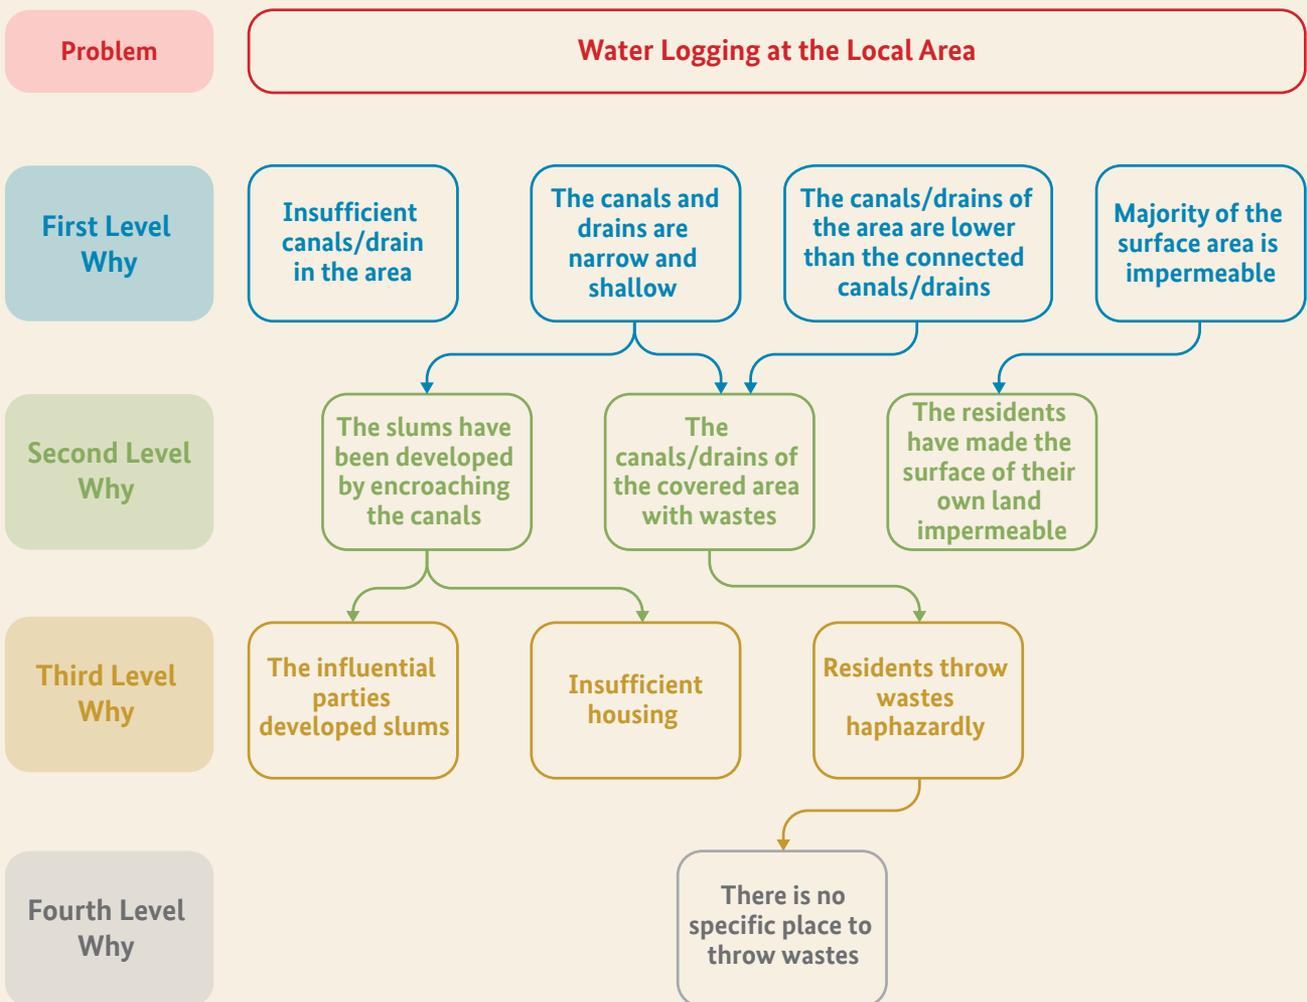 Problem
Water Logging at the Local Area
First Level
Why
Insufficient
canals/drain
in the area
The canals and
drains are
narrow and
shallow
The canals/drains of
the area are lower
than the connected
canals/drains
Majority of the
surface area is
impermeable
Second Level
Why
The slums have
been developed
by encroaching
the canals
The
canals/drains of
the covered area
with wastes
The residents
have made the
surface of their
own land
impermeable
Third Level
Why
The influential
parties
developed slums
Insufficient
housing
Residents throw
wastes
haphazardly
Fourth Level
Why
There is no
specific place to
throw wastes